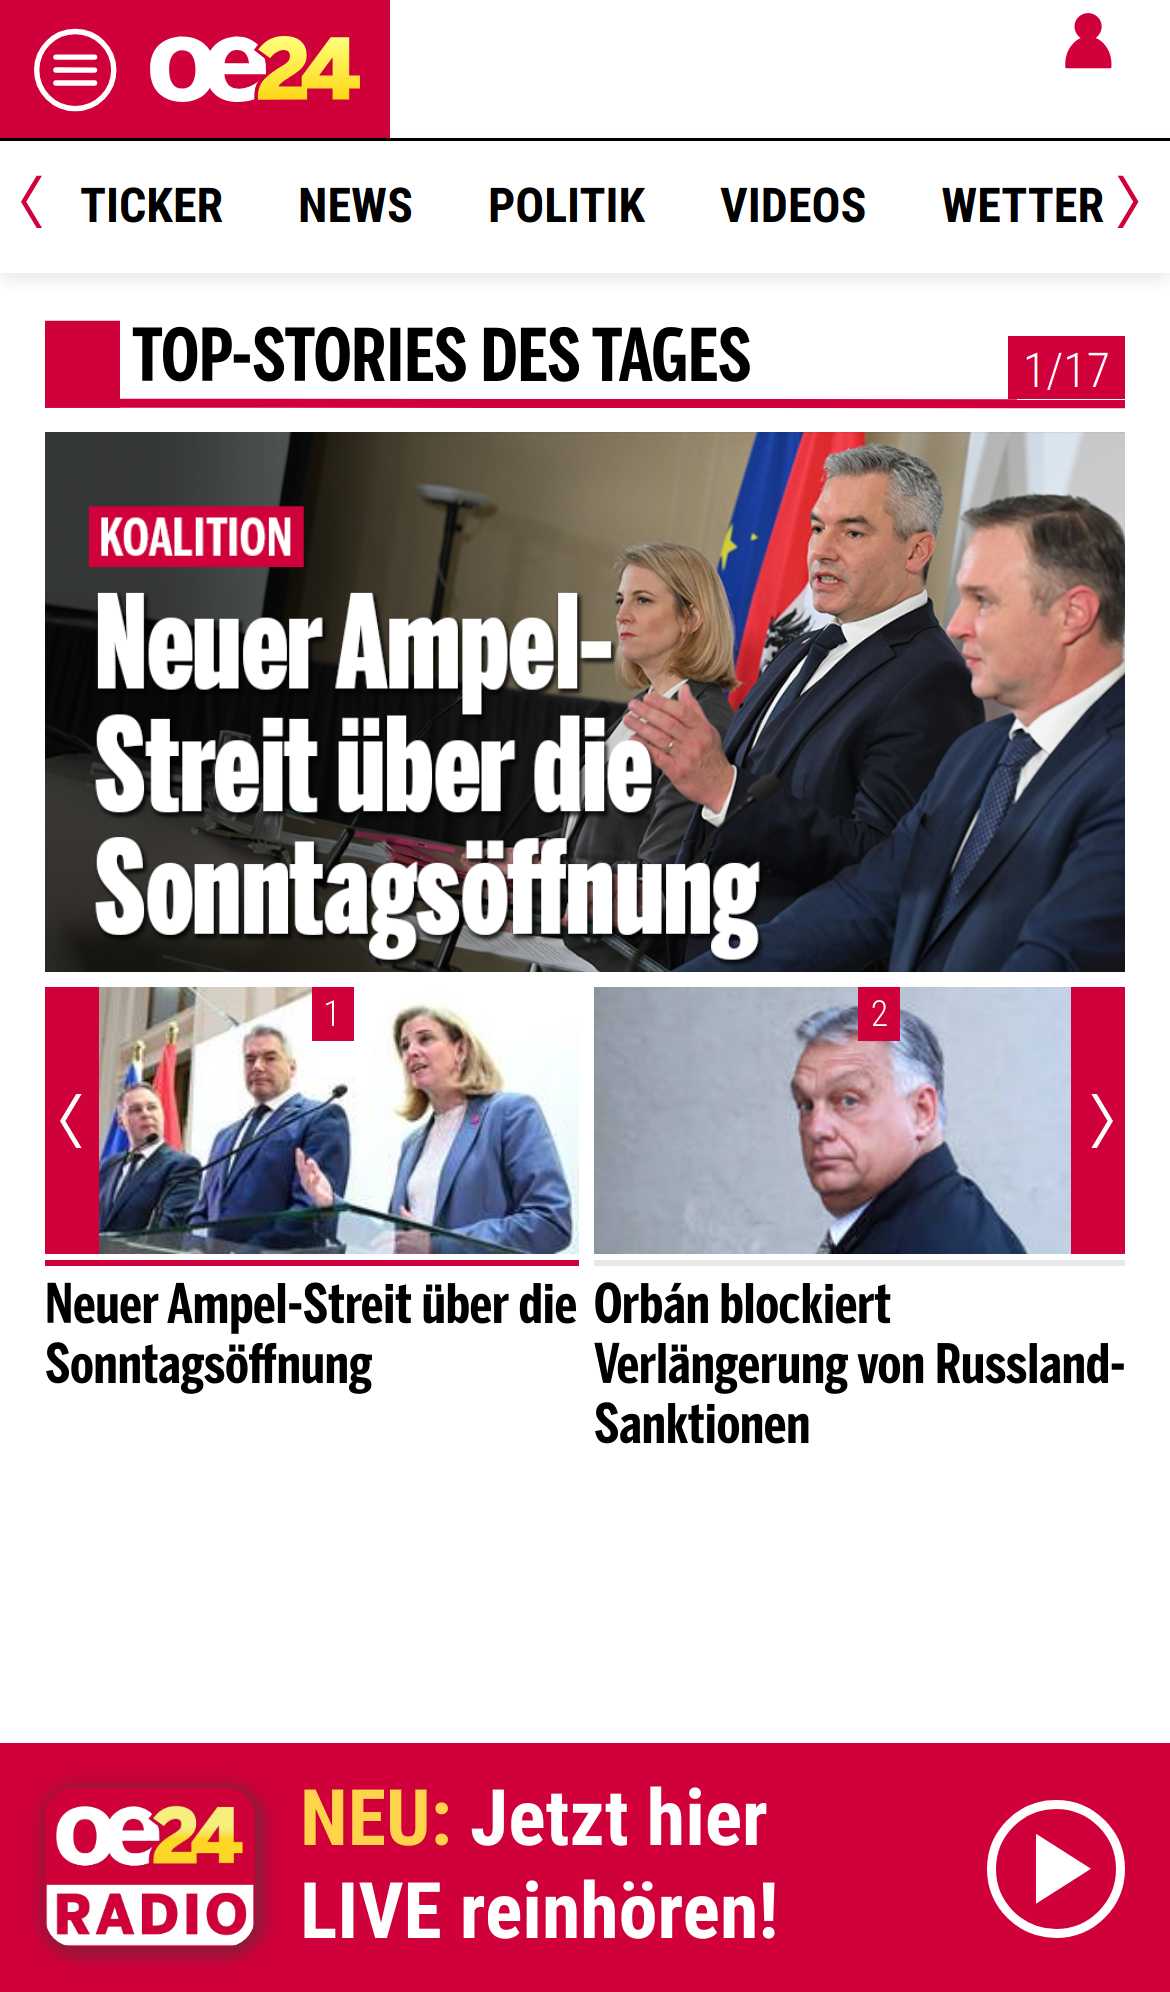 oe24
TICKER NEWS POLITIK VIDEOS WETTER
TOP-STORIES DES TAGES
1/17
KOALITION
Neuer Ampel-
Streit über die
Sonntagsöffnung
1
2
Neuer Ampel-Streit über die
Sonntagsöffnung
Orbán blockiert
Verlängerung von Russland-
Sanktionen
oe24
RADIO
NEU: Jetzt hier
LIVE reinhören!